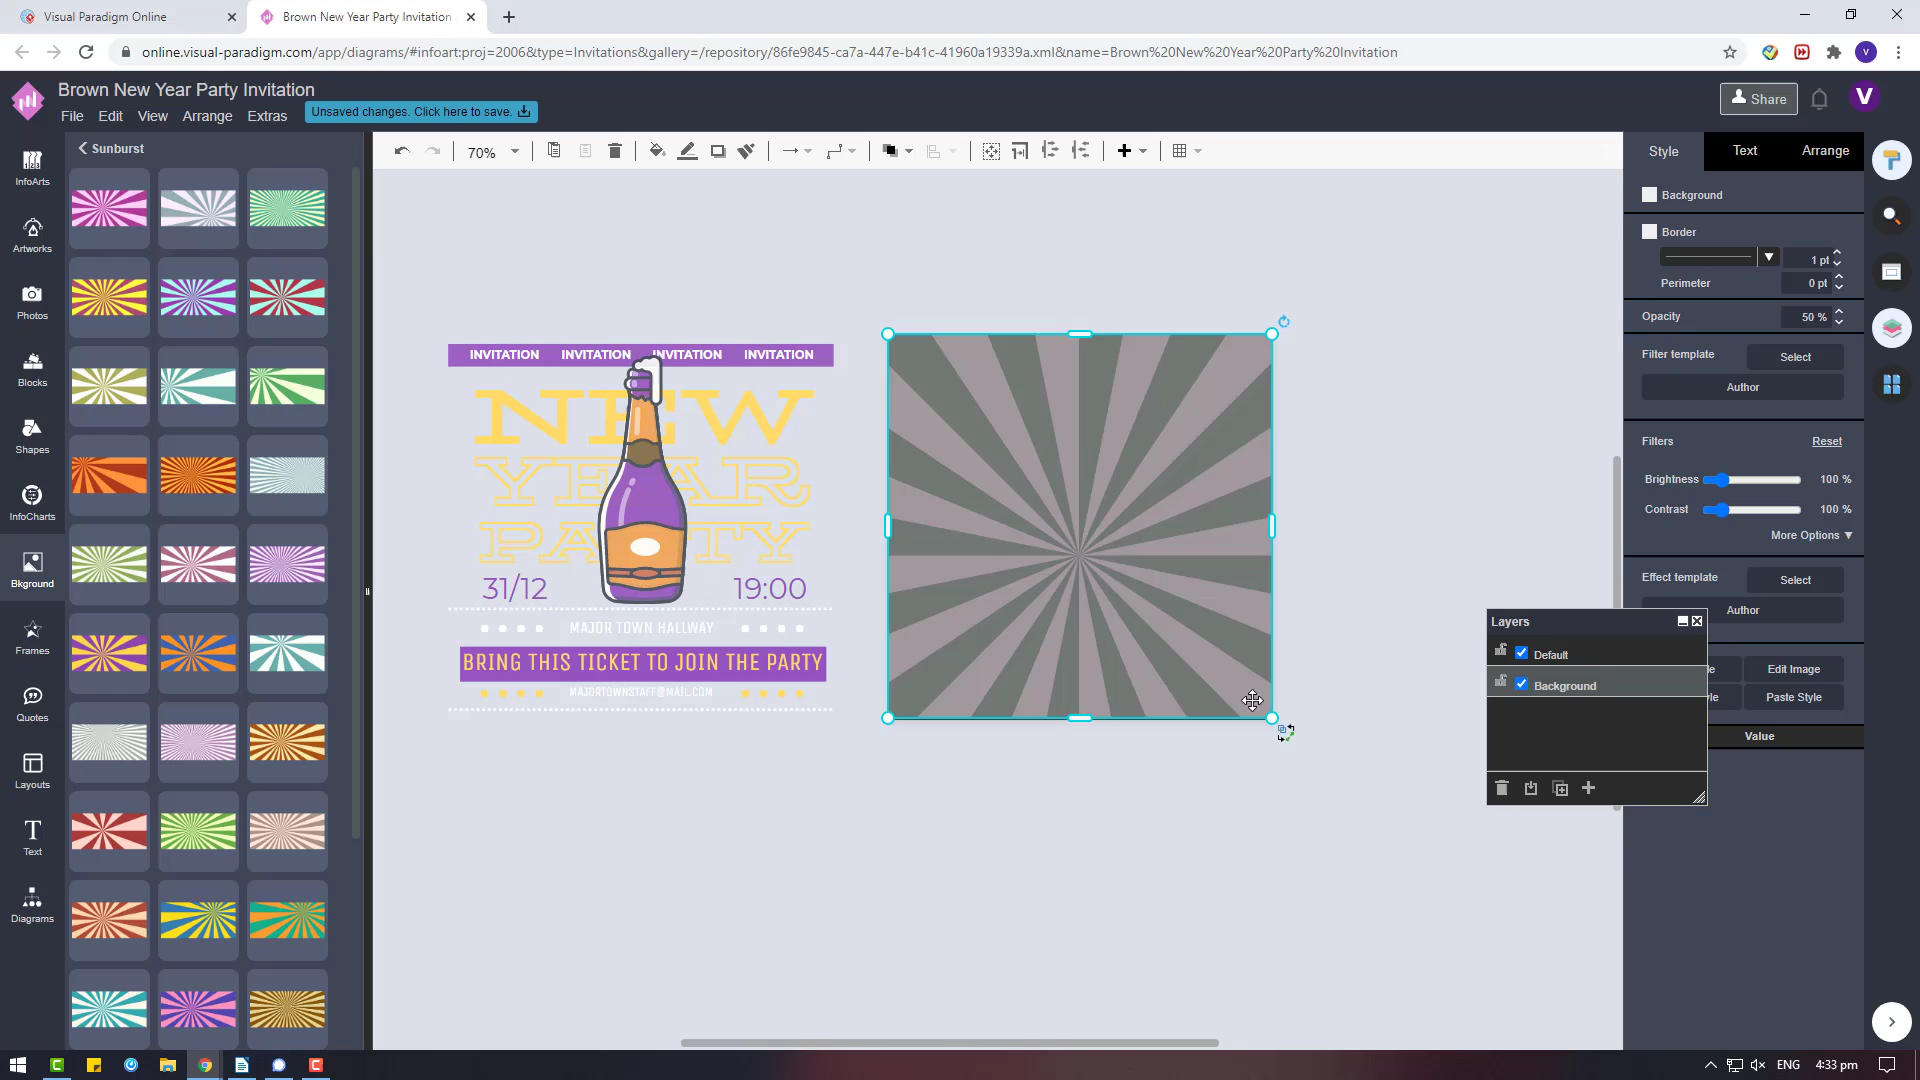 Visual Paradigm Online
Brown New Year Party Invitation
online.visual-paradigm.com/app/diagrams/#infoart:proj=2006&type=Invitations&gallery=/repository/86fe9845-ca7a-447e-b41c-41960a19339a.xml&name=Brown%20New%20Year%20Party%20Invitation
V
Brown New Year Party Invitation
File Edit View Arrange Extras
Unsaved changes. Click here to save.
Share
V
InfoArts
Artworks
Photos
Blocks
Shapes
InfoCharts
Bkground
Frames
Quotes
Layouts
Text
Diagrams
Sunburst
70%
INVITATION INVITATION INVITATION INVITATION
NEW
YEAR
PARTY
31/12 19:00
MAJOR TOWN HALLWAY
BRING THIS TICKET TO JOIN THE PARTY
MAJORTOWNSTAFF@MAIL.COM
Style Text Arrange
Background
Border
1 pt
Perimeter 0 pt
Opacity 50 %
Filter template Select
Author
Filters Reset
Brightness 100 %
Contrast 100 %
More Options
Effect template Select
Author
Edit Image
Paste Style
Value
Layers
Default
Background
ENG 4:33 pm